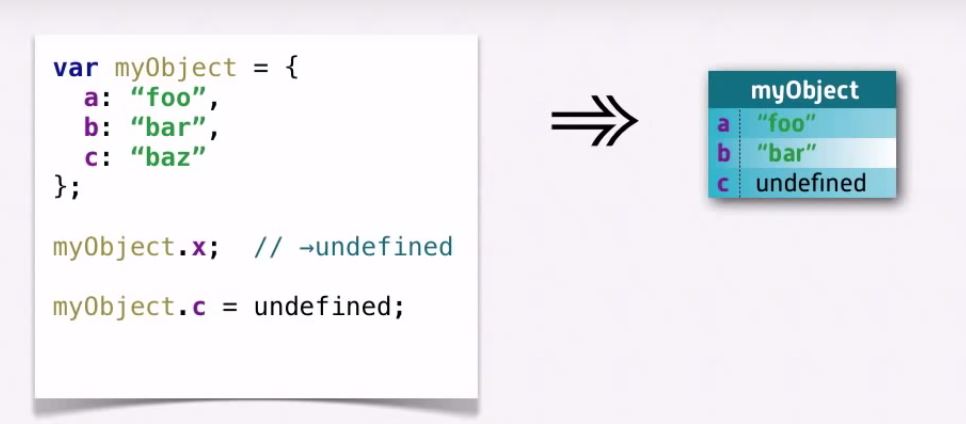 var myObject = {
a: “foo”,
b: “bar”,
c: “baz”
};
myObject.x; // →undefined
myObject.c = undefined;
myObject
a "foo"
b "bar"
c undefined